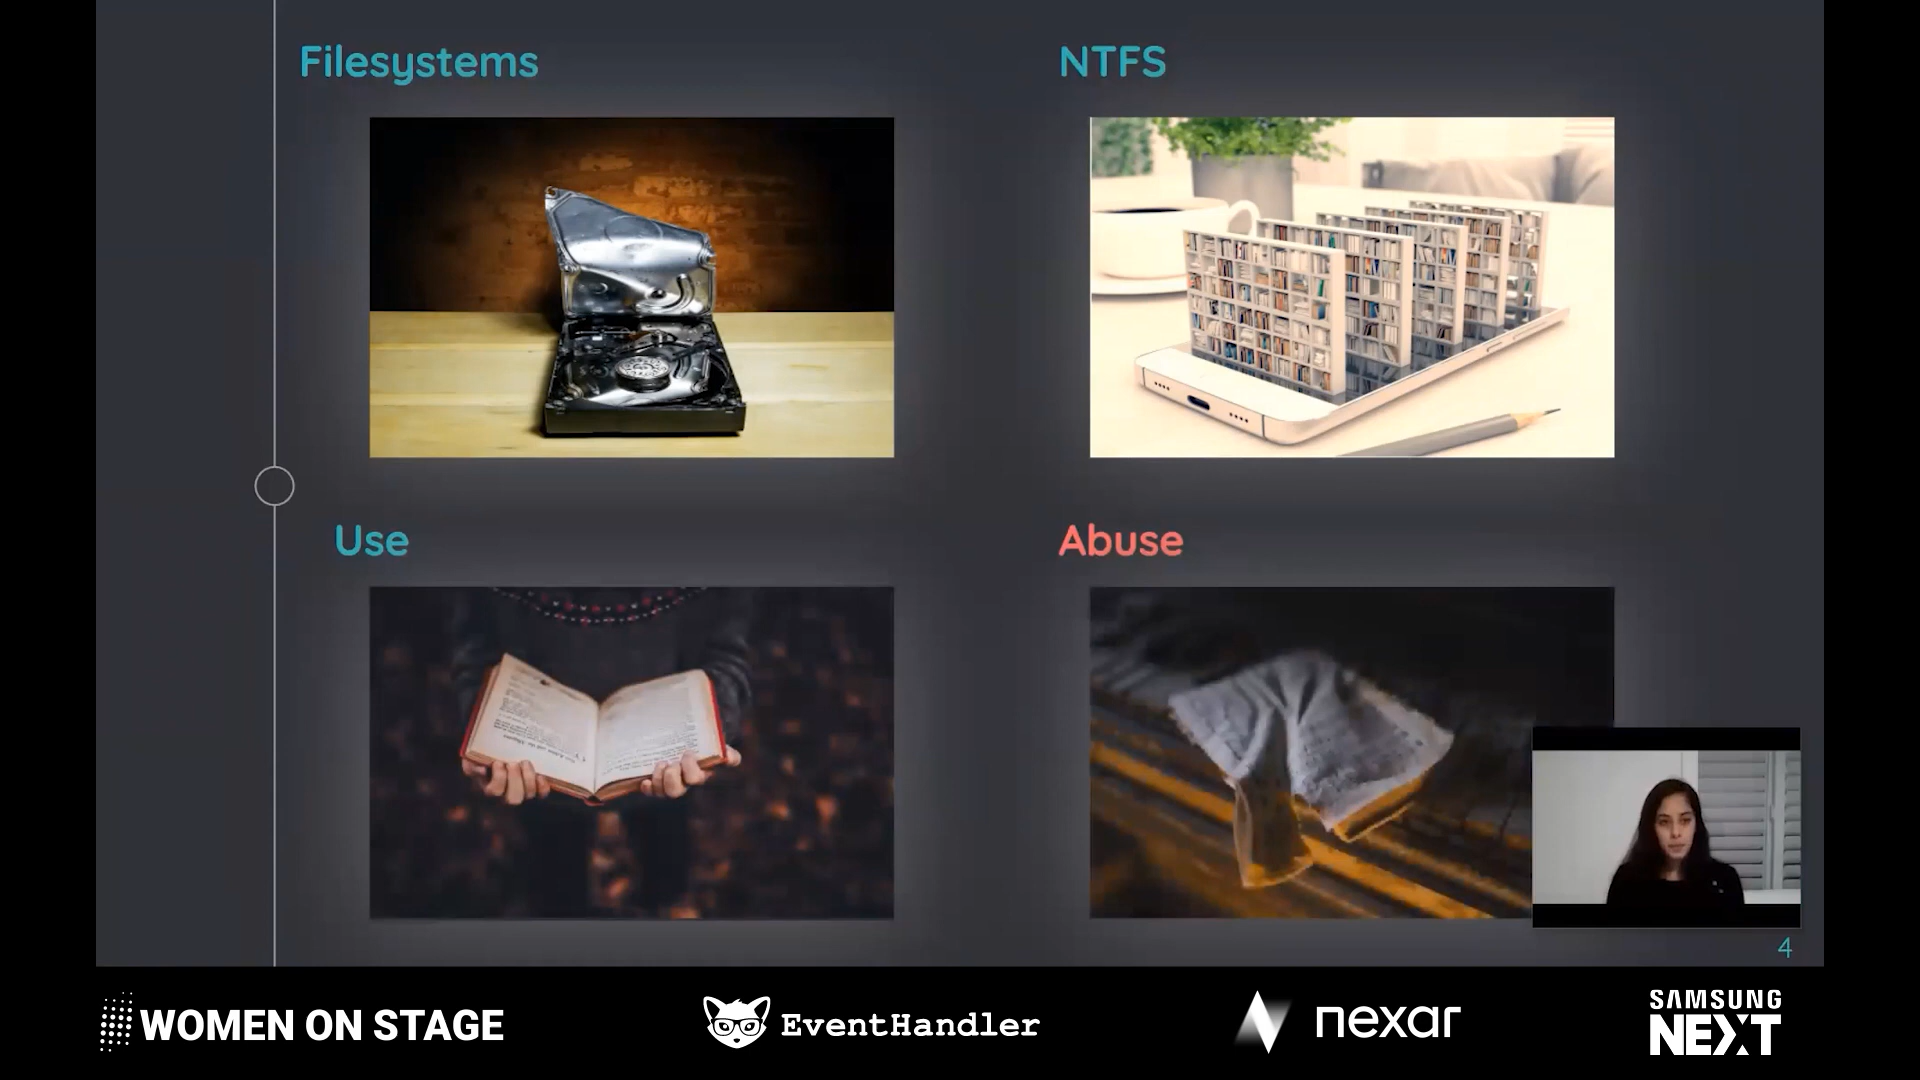 Filesystems
NTFS
Use
Abuse
4
WOMEN ON STAGE
EventHandler
nexar
SAMSUNG
NEXT